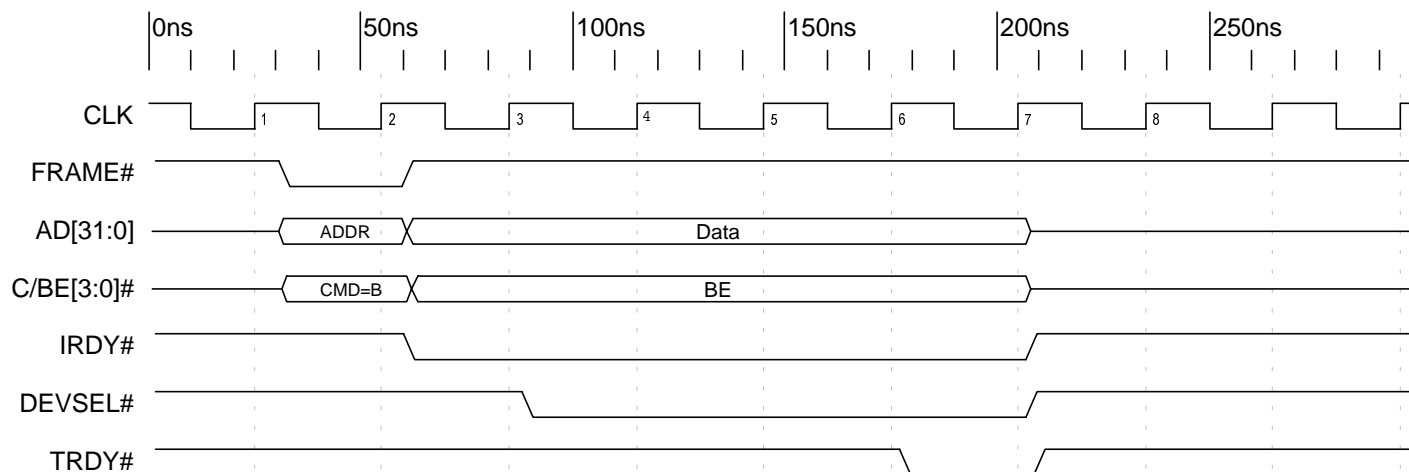 0ns 50ns 100ns 150ns 200ns 250ns
CLK 1 2 3 4 5 6 7 8
FRAME#
AD[31:0] ADDR Data
C/BE[3:0]# CMD=B BE
IRDY#
DEVSEL#
TRDY#